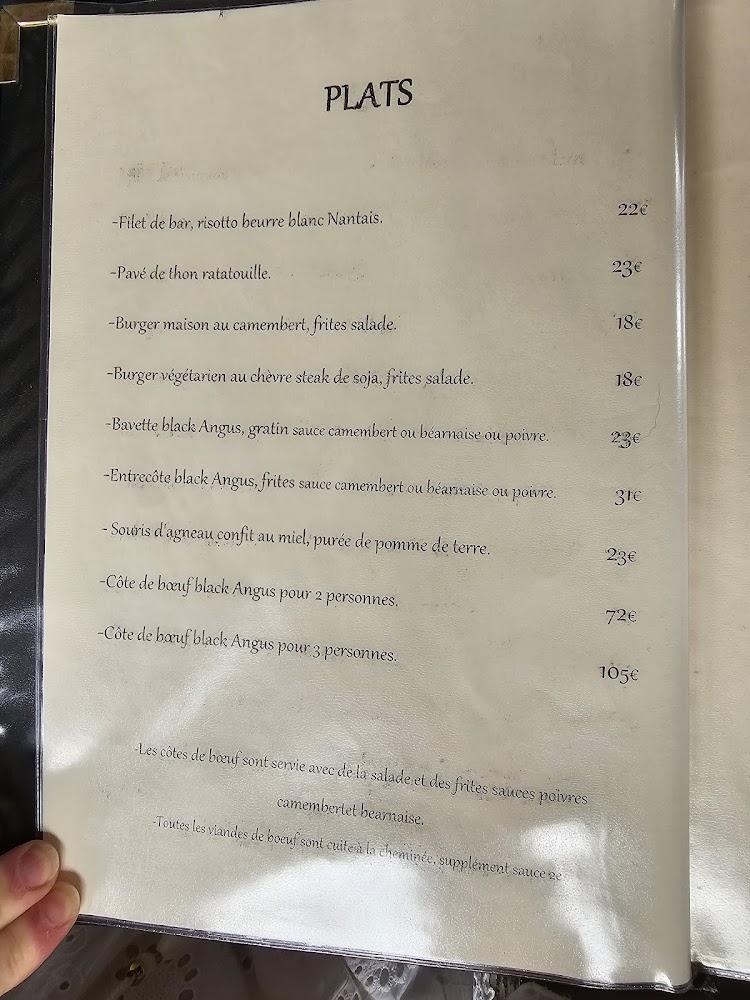 PLATS
-Filet de bar, risotto beurre blanc Nantais. 22€
-Pavé de thon ratatouille. 23€
-Burger maison au camembert, frites salade. 18€
-Burger végétarien au chèvre steak de soja, frites salade. 18€
-Bavette black Angus, gratin sauce camembert ou béarnaise ou poivre. 23€
-Entrecôte black Angus, frites sauce camembert ou béarnaise ou poivre. 31€
- Souris d'agneau confit au miel, purée de pomme de terre. 23€
-Côte de bœuf black Angus pour 2 personnes. 72€
-Côte de bœuf black Angus pour 3 personnes. 105€
-Les côtes de bœuf sont servie avec de la salade et des frites sauces poivres
camembertet bearnaise.
-Toutes les viandes de boeuf sont cuite à la cheminée, supplément sauce 2e